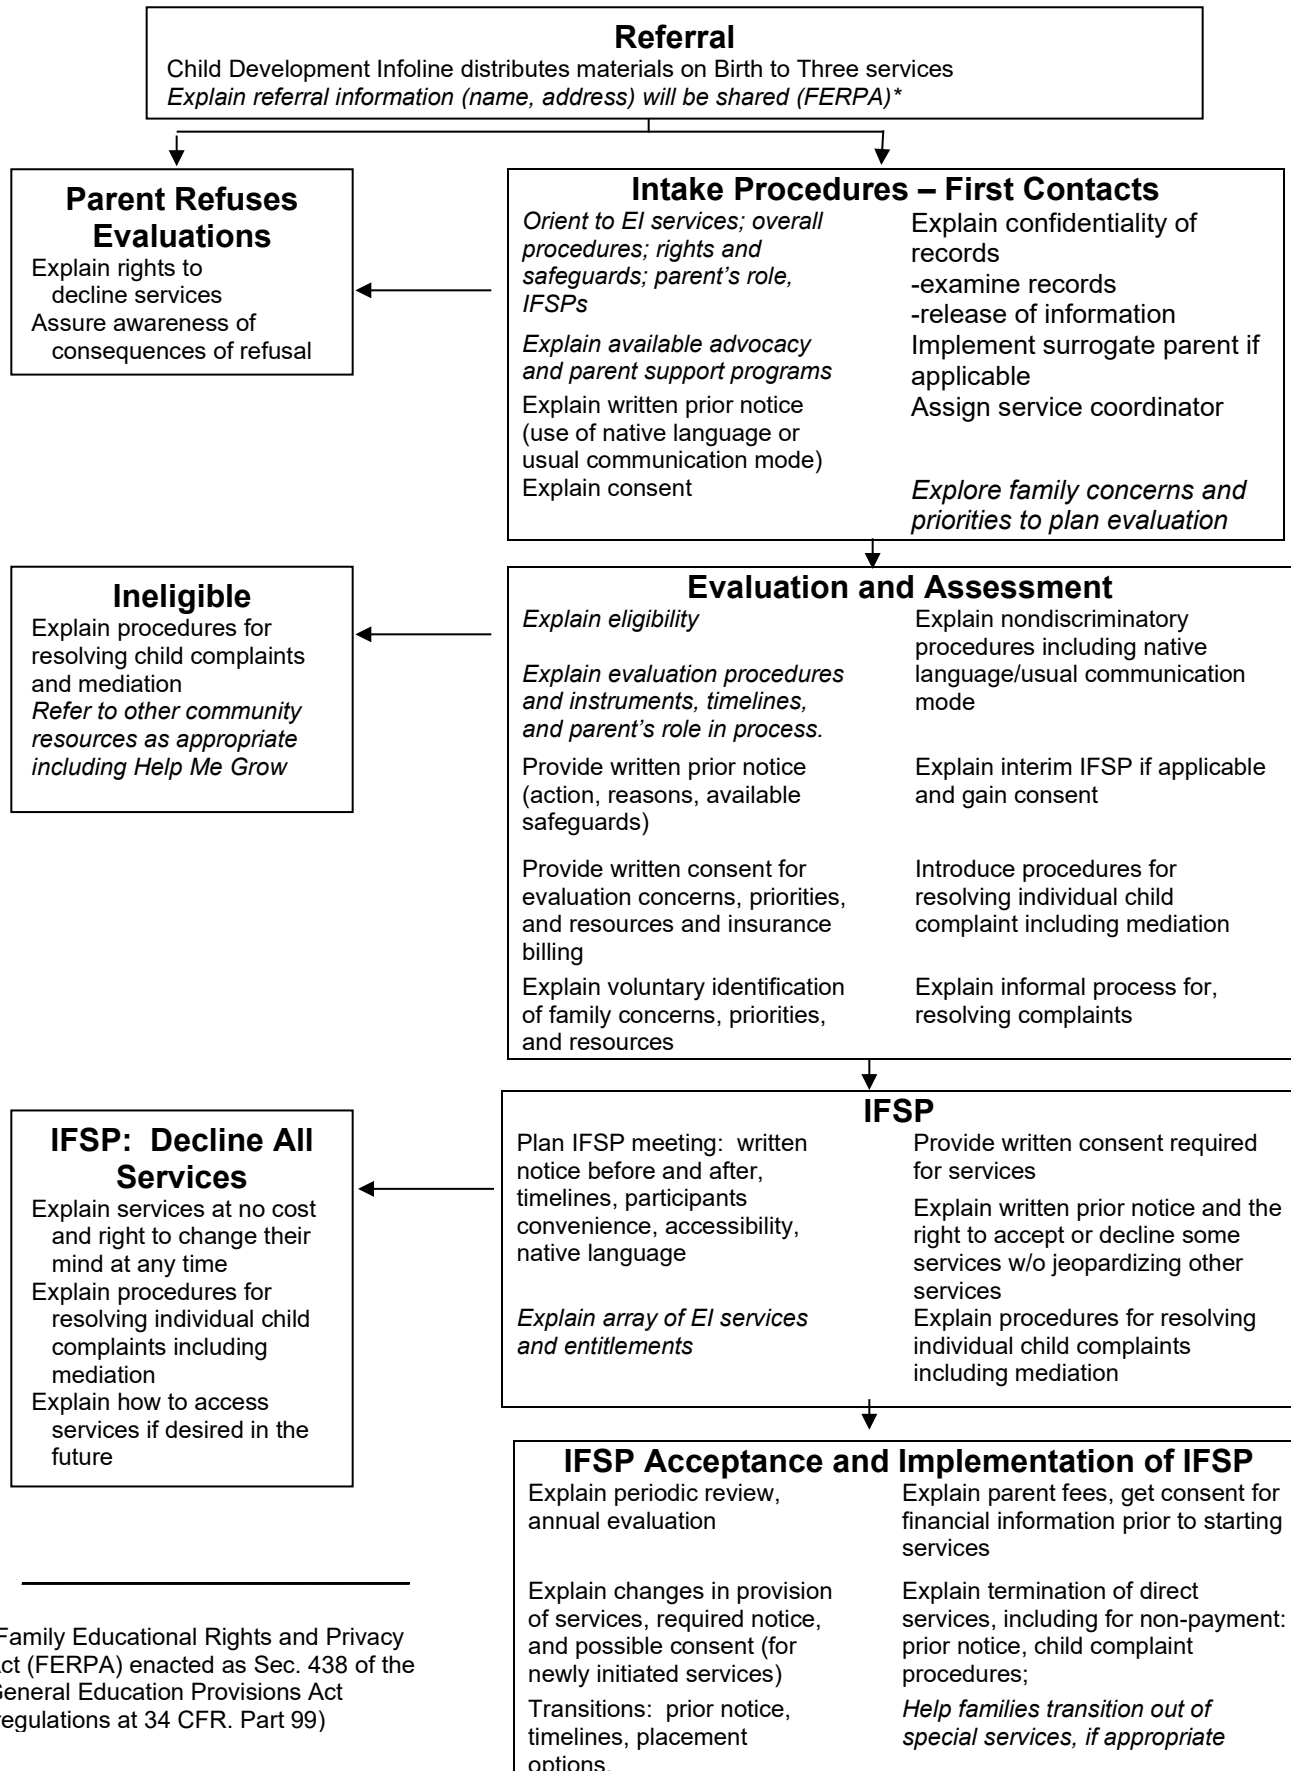 Referral
Child Development Infoline distributes materials on Birth to Three services
Explain referral information (name, address) will be shared (FERPA)*
Parent Refuses
Evaluations
Explain rights to
decline services
Assure awareness of
consequences of refusal
Intake Procedures – First Contacts
Orient to EI services; overall
procedures; rights and
safeguards; parent's role,
IFSPs
Explain available advocacy
and parent support programs
Explain written prior notice
(use of native language or
usual communication mode)
Explain consent
Explain confidentiality of
records
-examine records
-release of information
Implement surrogate parent if
applicable
Assign service coordinator
Explore family concerns and
priorities to plan evaluation
Ineligible
Explain procedures for
resolving child complaints
and mediation
Refer to other community
resources as appropriate
including Help Me Grow
Evaluation and Assessment
Explain eligibility
Explain evaluation procedures
and instruments, timelines,
and parent's role in process.
Provide written prior notice
(action, reasons, available
safeguards)
Provide written consent for
evaluation concerns, priorities,
and resources and insurance
billing
Explain voluntary identification
of family concerns, priorities,
and resources
Explain nondiscriminatory
procedures including native
language/usual communication
mode
Explain interim IFSP if applicable
and gain consent
Introduce procedures for
resolving individual child
complaint including mediation
Explain informal process for,
resolving complaints
IFSP: Decline All
Services
Explain services at no cost
and right to change their
mind at any time
Explain procedures for
resolving individual child
complaints including
mediation
Explain how to access
services if desired in the
future
IFSP
Plan IFSP meeting: written
notice before and after,
timelines, participants
convenience, accessibility,
native language
Explain array of EI services
and entitlements
Provide written consent required
for services
Explain written prior notice and the
right to accept or decline some
services w/o jeopardizing other
services
Explain procedures for resolving
individual child complaints
including mediation
IFSP Acceptance and Implementation of IFSP
Explain periodic review,
annual evaluation
Explain changes in provision
of services, required notice,
and possible consent (for
newly initiated services)
Transitions: prior notice,
timelines, placement
options.
Explain parent fees, get consent for
financial information prior to starting
services
Explain termination of direct
services, including for non-payment:
prior notice, child complaint
procedures;
Help families transition out of
special services, if appropriate
Family Educational Rights and Privacy
ct (FERPA) enacted as Sec. 438 of the
General Education Provisions Act
regulations at 34 CFR. Part 99)